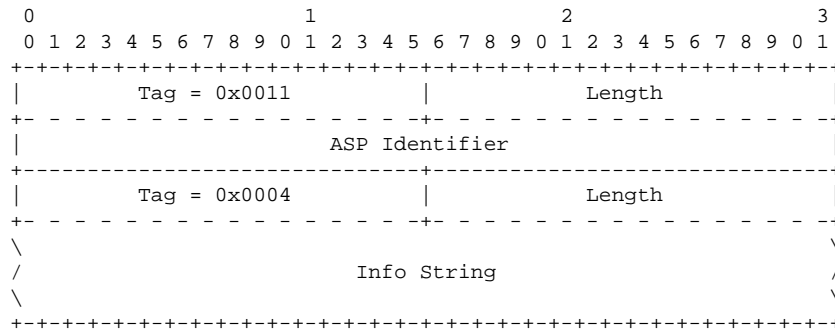 0                   1                   2                   3
 0 1 2 3 4 5 6 7 8 9 0 1 2 3 4 5 6 7 8 9 0 1 2 3 4 5 6 7 8 9 0 1
+-+-+-+-+-+-+-+-+-+-+-+-+-+-+-+-+-+-+-+-+-+-+-+-+-+-+-+-+-+-+-+-+
|         Tag = 0x0011          |            Length             |
+- - - - - - - - - - - - - - - -+- - - - - - - - - - - - - - - -+
|                        ASP Identifier                         |
+-------------------------------+-------------------------------+
|         Tag = 0x0004          |            Length             |
+- - - - - - - - - - - - - - - -+- - - - - - - - - - - - - - - -+
\                                                               \
/                          Info String                          /
\                                                               \
+-+-+-+-+-+-+-+-+-+-+-+-+-+-+-+-+-+-+-+-+-+-+-+-+-+-+-+-+-+-+-+-+